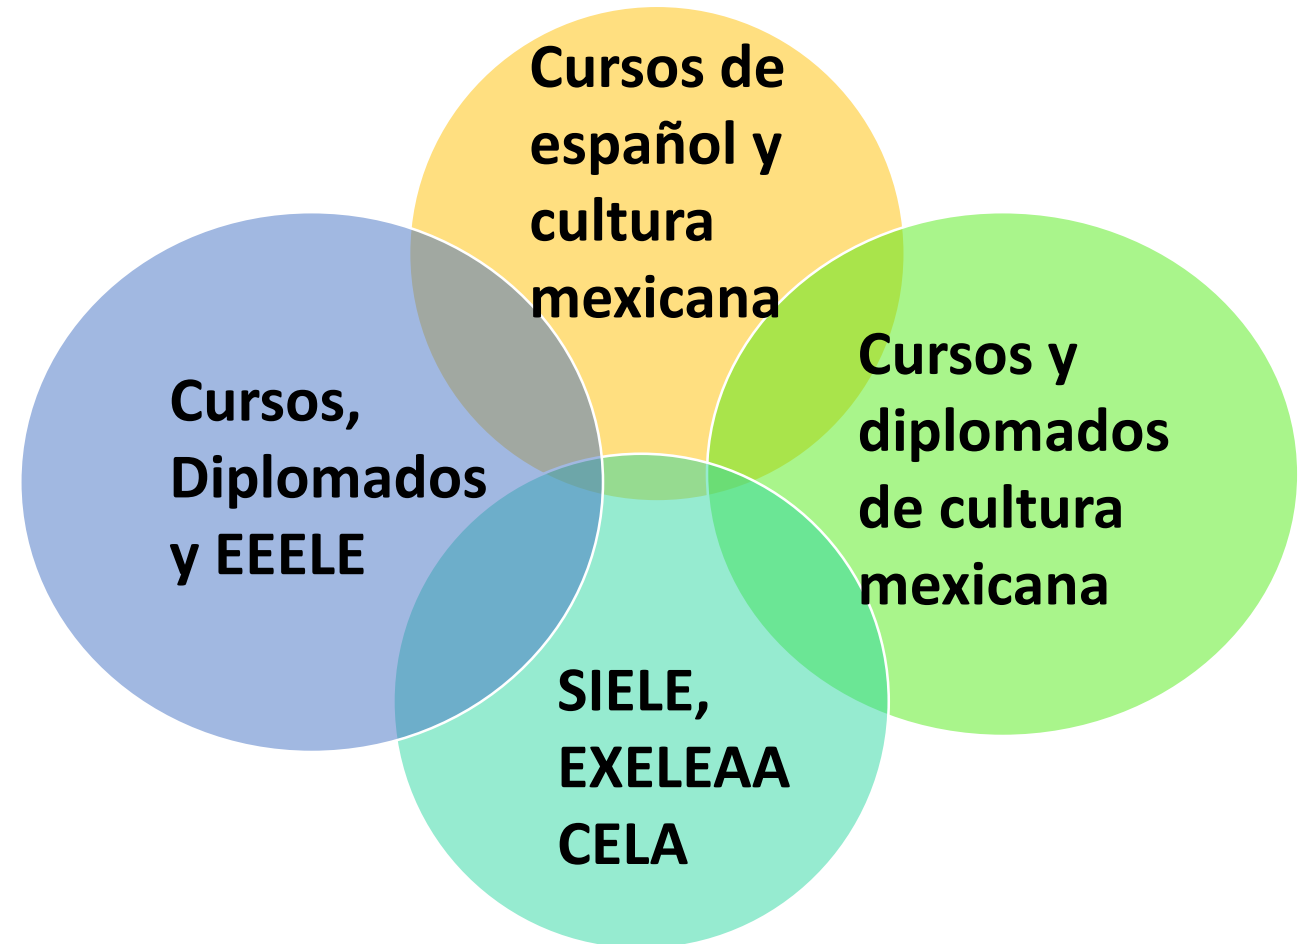 Cursos de
español y
cultura
mexicana
Cursos,
Diplomados
y EEELE
Cursos y
diplomados
de cultura
mexicana
SIELE,
EXELEAA
CELA